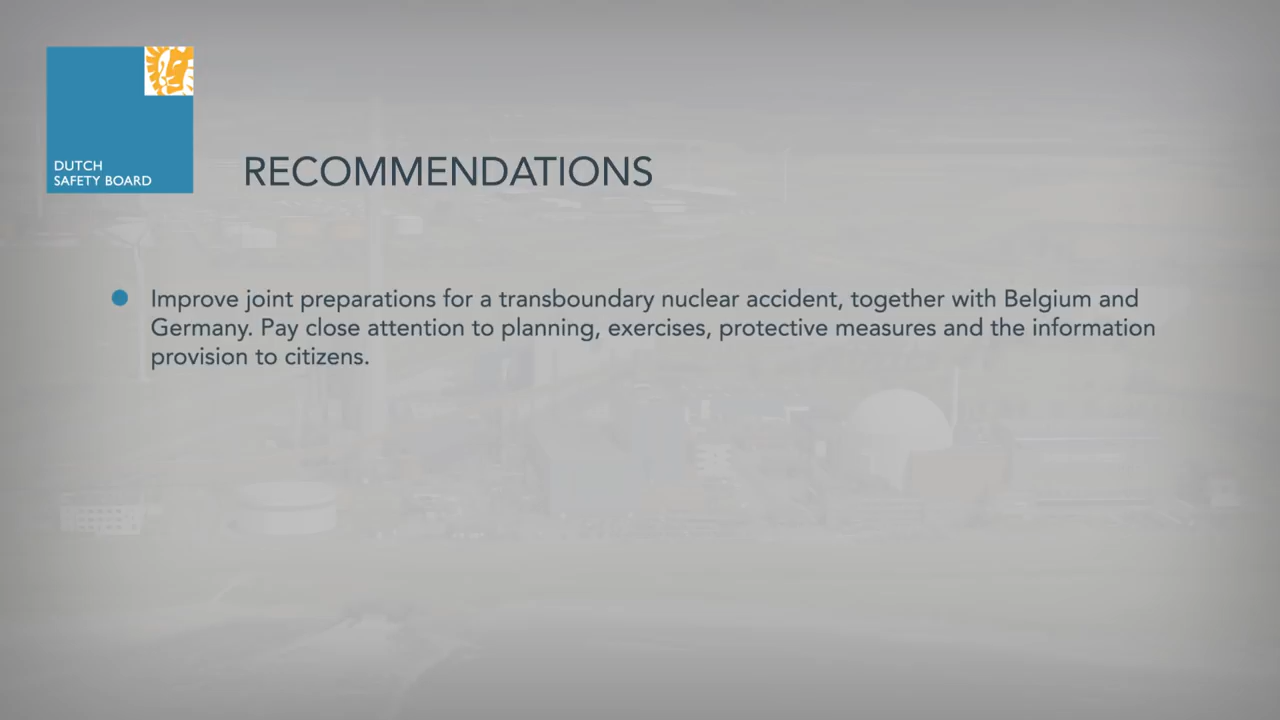 DUTCH
SAFETY BOARD
RECOMMENDATIONS
Improve joint preparations for a transboundary nuclear accident, together with Belgium and
Germany. Pay close attention to planning, exercises, protective measures and the information
provision to citizens.